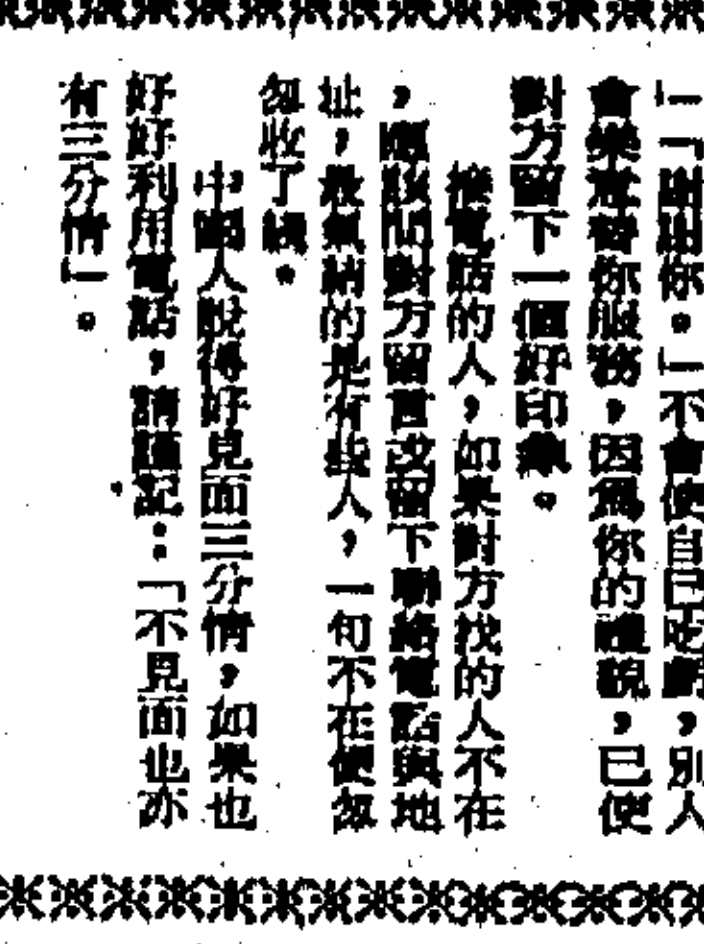 」「謝謝你。」不會使自己吃虧，別人
會樂意替你服務，因爲你的禮貌，已使
對方留下一個好印象。
接電話的人，如果對方找的人不在
，應該問對方留言或留下聯絡電話與地
址，最氣結的是有些人，一句不在便匆
匆收了線。
中國人說得好見面三分情，如果也
好好利用電話，請謹記：「不見面也亦
有三分情」。